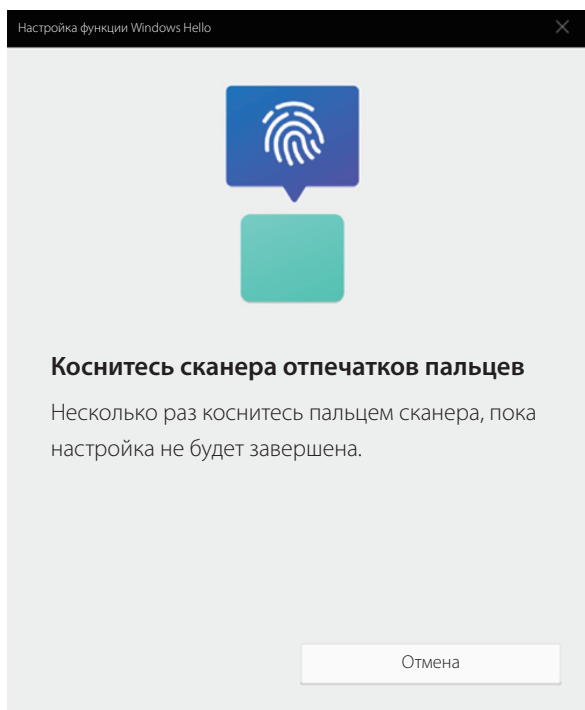 Настройка функции Windows Hello
Коснитесь сканера отпечатков пальцев
Несколько раз коснитесь пальцем сканера, пока
настройка не будет завершена.
Отмена